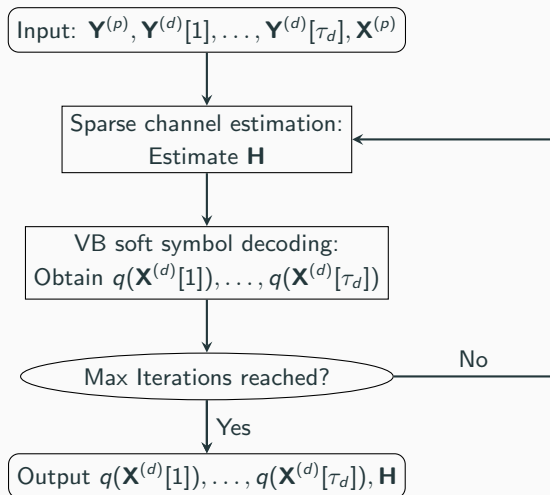 Input: Y^(p), Y^(d)[1], . . . , Y^(d)[τ_d], X^(p)
Sparse channel estimation:
Estimate H
VB soft symbol decoding:
Obtain q(X^(d)[1]), . . . , q(X^(d)[τ_d])
Max Iterations reached?
No
Yes
Output q(X^(d)[1]), . . . , q(X^(d)[τ_d]), H